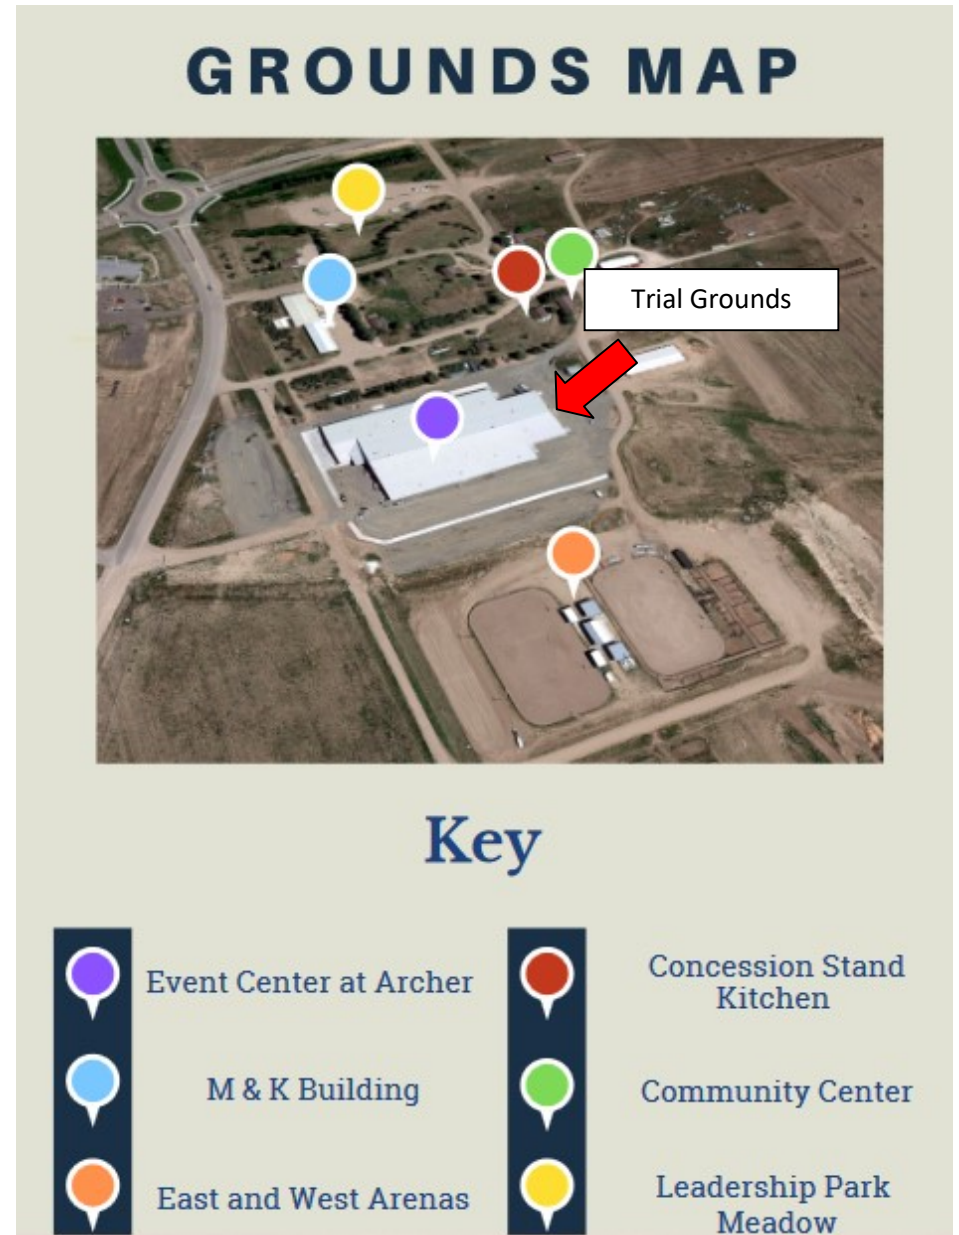 GROUNDS MAP
Trial Grounds
Key
Event Center at Archer
Concession Stand
Kitchen
M & K Building
Community Center
East and West Arenas
Leadership Park
Meadow